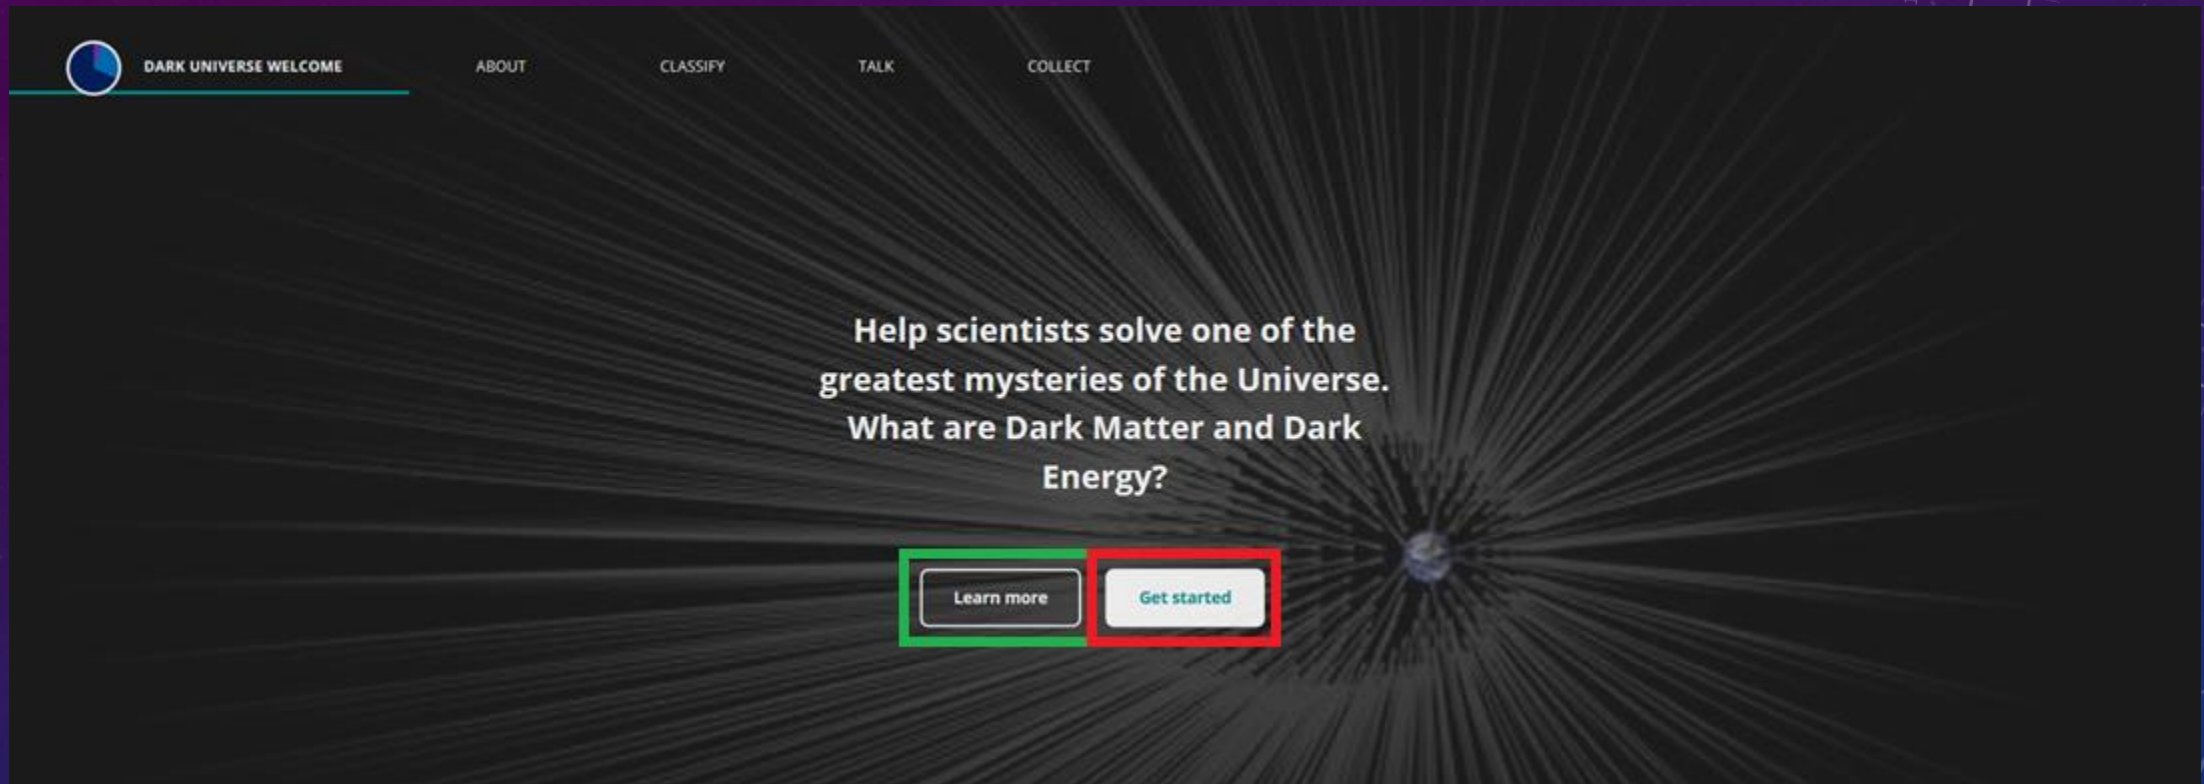 DARK UNIVERSE WELCOME ABOUT CLASSIFY TALK COLLECT
Help scientists solve one of the
greatest mysteries of the Universe.
What are Dark Matter and Dark
Energy?
Learn more Get started